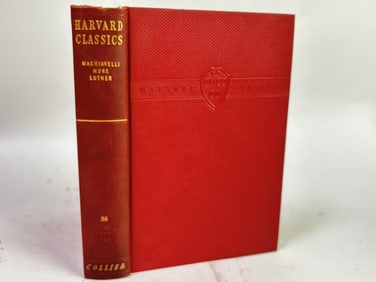 HARVARD
CLASSICS
MACHIAVELLI
MORE
LUTHER
36
COLLIER
HARVARD CLASSICS